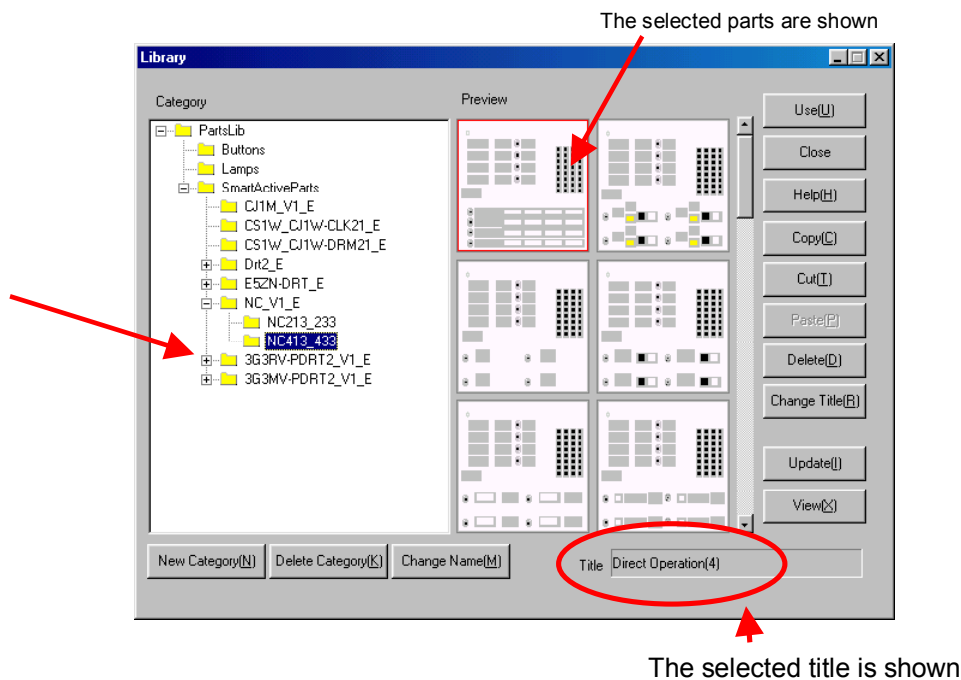 The selected parts are shown
Library
Category
Preview
PartsLib
Buttons
Lamps
SmartActiveParts
CJ1M_V1_E
CS1W_CJ1W-CLK21_E
CS1W_CJ1W-DRM21_E
Drt2_E
E5ZN-DRT_E
NC_V1_E
NC213_233
NC413_433
3G3RV-PDRT2_V1_E
3G3MV-PDRT2_V1_E
Use(U)
Close
Help(H)
Copy(C)
Cut(T)
Paste(P)
Delete(D)
Change Title(R)
Update(I)
View(X)
New Category(N) Delete Category(K) Change Name(M)
Title Direct Operation(4)
The selected title is shown